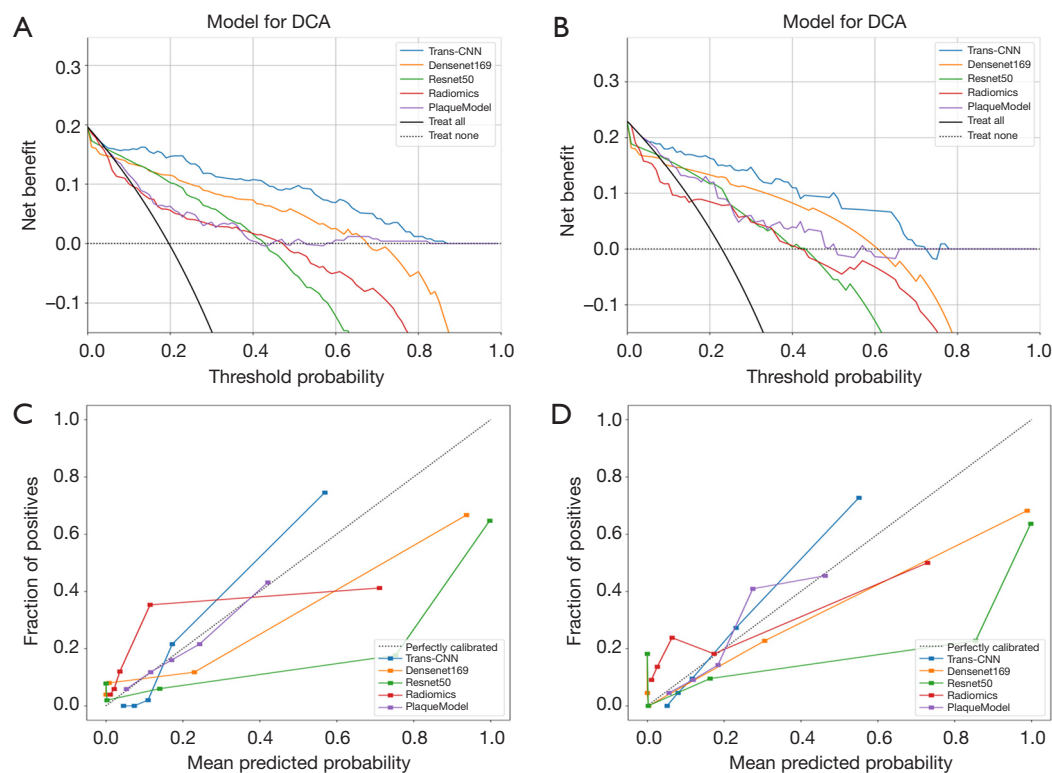 A
Model for DCA
0.3
0.2
0.1
0.0
−0.1
Net benefit
Trans-CNN
Densenet169
Resnet50
Radiomics
PlaqueModel
Treat all
Treat none
0.0 0.2 0.4 0.6 0.8 1.0
Threshold probability
B
Model for DCA
0.3
0.2
0.1
0.0
−0.1
Net benefit
Trans-CNN
Densenet169
Resnet50
Radiomics
PlaqueModel
Treat all
Treat none
0.0 0.2 0.4 0.6 0.8 1.0
Threshold probability
C
1.0
0.8
0.6
0.4
0.2
0.0
Fraction of positives
Perfectly calibrated
Trans-CNN
Densenet169
Resnet50
Radiomics
PlaqueModel
0.0 0.2 0.4 0.6 0.8 1.0
Mean predicted probability
D
1.0
0.8
0.6
0.4
0.2
0.0
Fraction of positives
Perfectly calibrated
Trans-CNN
Densenet169
Resnet50
Radiomics
PlaqueModel
0.0 0.2 0.4 0.6 0.8 1.0
Mean predicted probability